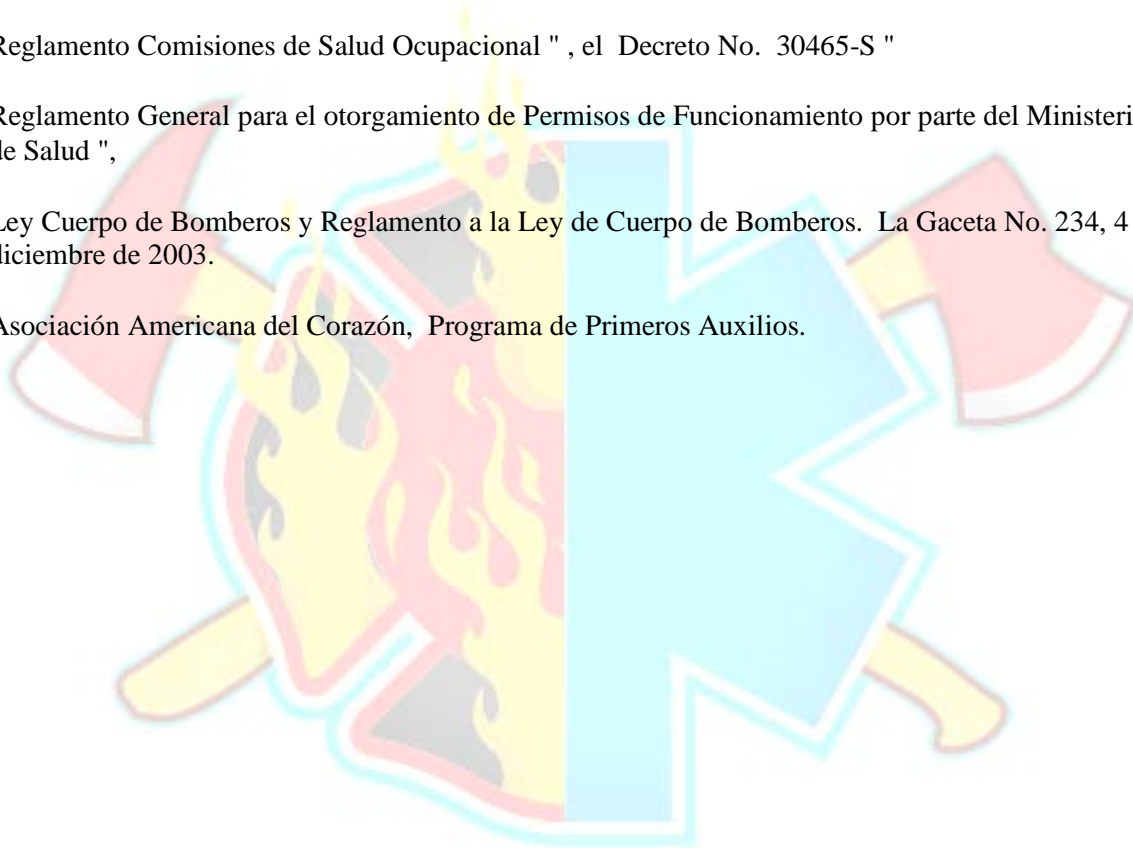 Reglamento Comisiones de Salud Ocupacional " , el Decreto No. 30465-S "
Reglamento General para el otorgamiento de Permisos de Funcionamiento por parte del Ministeri
de Salud ",
Ley Cuerpo de Bomberos y Reglamento a la Ley de Cuerpo de Bomberos. La Gaceta No. 234, 4
diciembre de 2003.
Asociación Americana del Corazón, Programa de Primeros Auxilios.